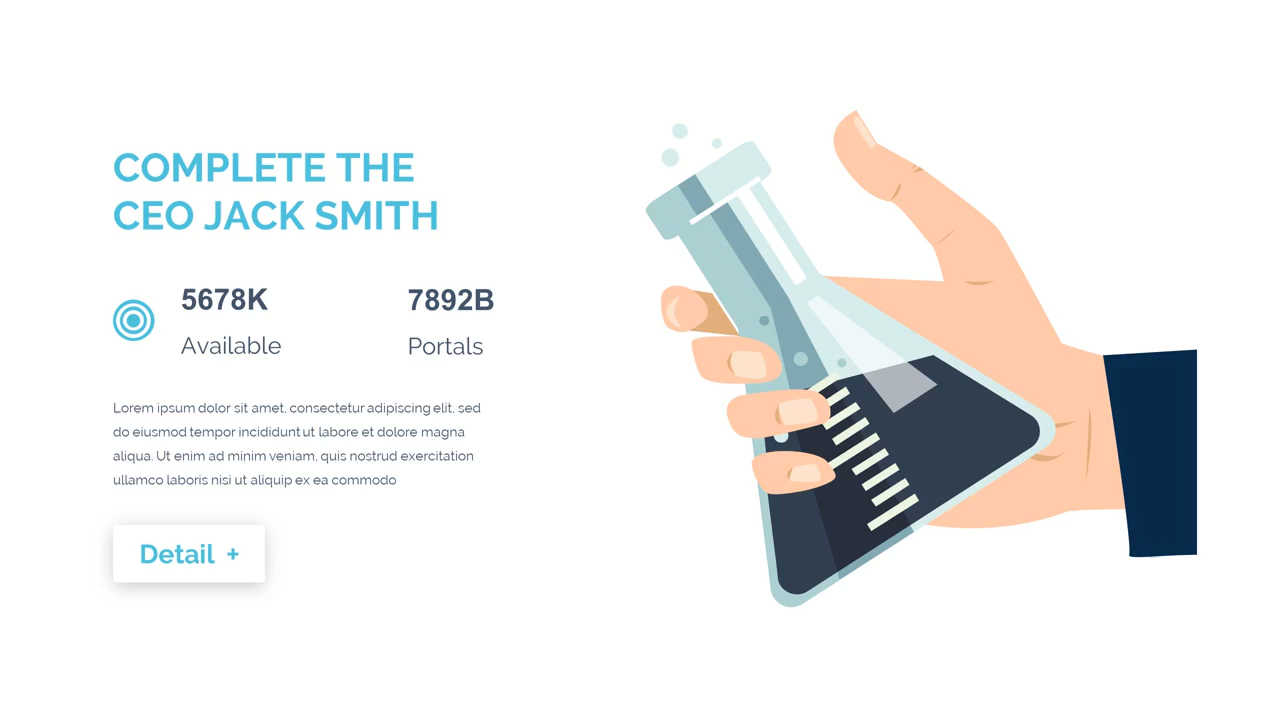 COMPLETE THE
CEO JACK SMITH
5678K
7892B
Available
Portals
Lorem ipsum dolor sit amet, consectetur adipiscing elit, sed
do eiusmod tempor incididunt ut labore et dolore magna
aliqua. Ut enim ad minim veniam, quis nostrud exercitation
ullamco laboris nisi ut aliquip ex ea commodo
Detail +